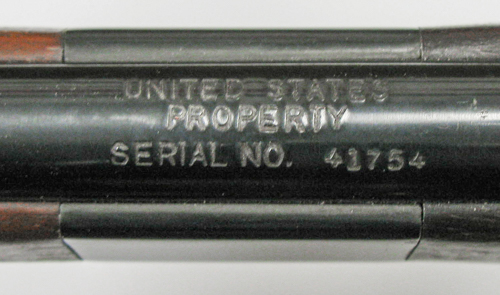 UNITED STATES
PROPERTY
SERIAL NO. 41754